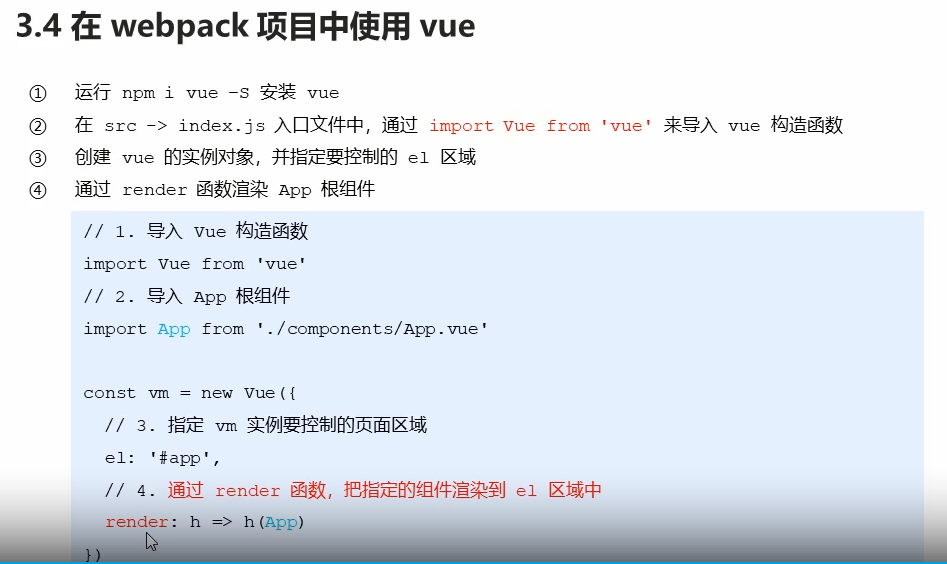 3.4 在 webpack 项目中使用 vue
① 运行 npm i vue -S 安装 vue
② 在 src -> index.js 入口文件中，通过 import Vue from 'vue' 来导入 vue 构造函数
③ 创建 vue 的实例对象，并指定要控制的 el 区域
④ 通过 render 函数渲染 App 根组件
// 1. 导入 Vue 构造函数
import Vue from 'vue'
// 2. 导入 App 根组件
import App from './components/App.vue'
const vm = new Vue({
// 3. 指定 vm 实例要控制的页面区域
el: '#app',
// 4. 通过 render 函数，把指定的组件渲染到 el 区域中
render: h => h(App)
})